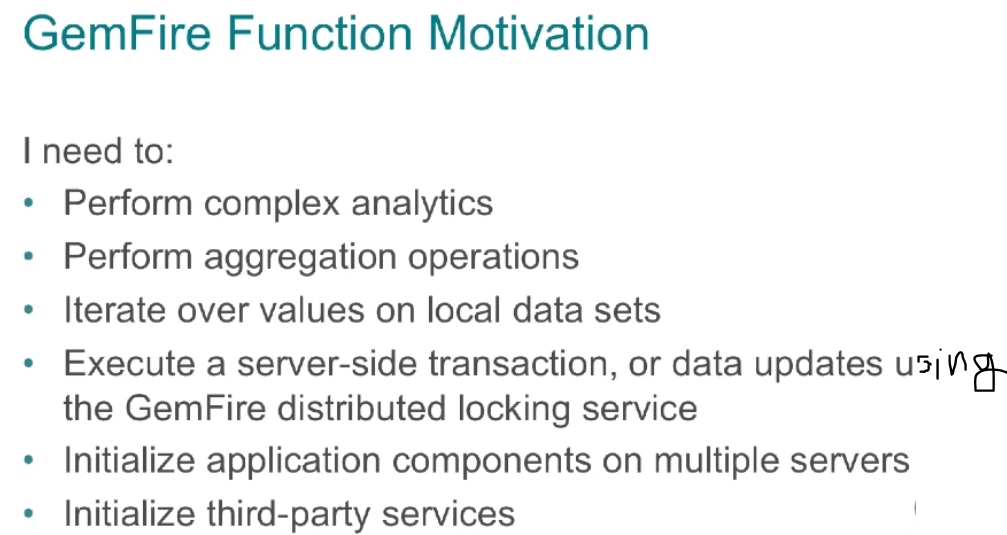 GemFire Function Motivation
I need to:
• Perform complex analytics
• Perform aggregation operations
• Iterate over values on local data sets
• Execute a server-side transaction, or data updates using
the GemFire distributed locking service
• Initialize application components on multiple servers
• Initialize third-party services